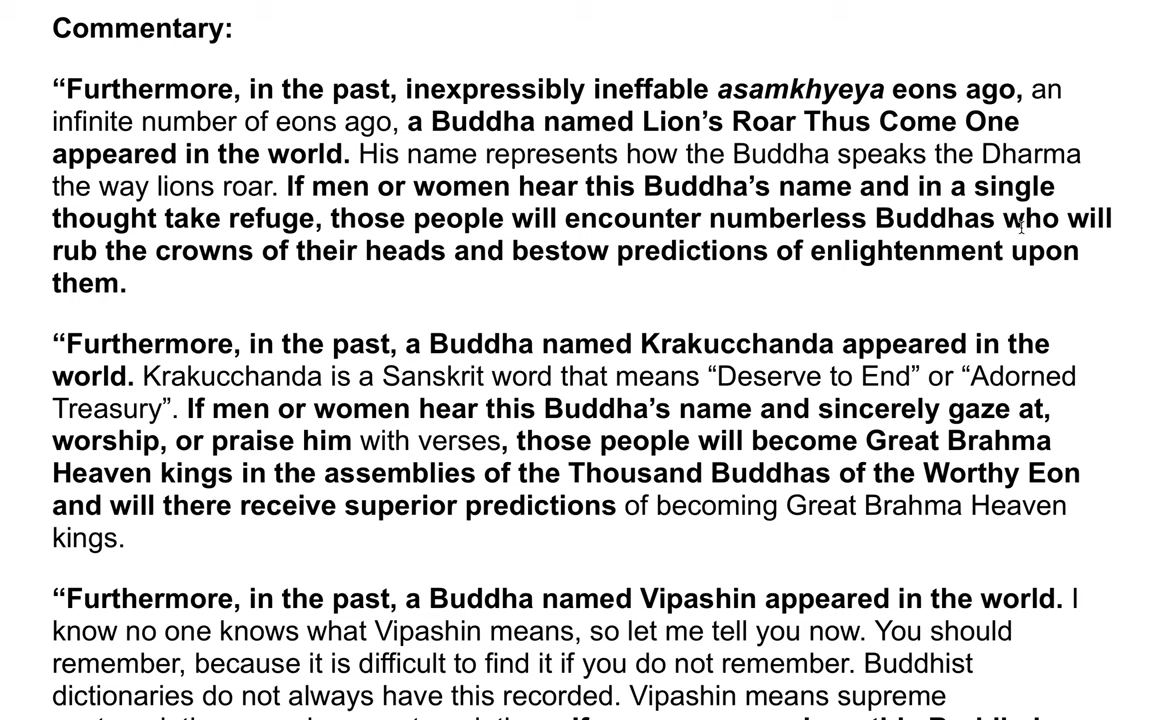 Commentary:
“Furthermore, in the past, inexpressibly ineffable asamkhyeya eons ago, an
infinite number of eons ago, a Buddha named Lion’s Roar Thus Come One
appeared in the world. His name represents how the Buddha speaks the Dharma
the way lions roar. If men or women hear this Buddha’s name and in a single
thought take refuge, those people will encounter numberless Buddhas who will
rub the crowns of their heads and bestow predictions of enlightenment upon
them.
“Furthermore, in the past, a Buddha named Krakucchanda appeared in the
world. Krakucchanda is a Sanskrit word that means “Deserve to End” or “Adorned
Treasury”. If men or women hear this Buddha’s name and sincerely gaze at,
worship, or praise him with verses, those people will become Great Brahma
Heaven kings in the assemblies of the Thousand Buddhas of the Worthy Eon
and will there receive superior predictions of becoming Great Brahma Heaven
kings.
“Furthermore, in the past, a Buddha named Vipashin appeared in the world. I
know no one knows what Vipashin means, so let me tell you now. You should
remember, because it is difficult to find it if you do not remember. Buddhist
dictionaries do not always have this recorded. Vipashin means supreme